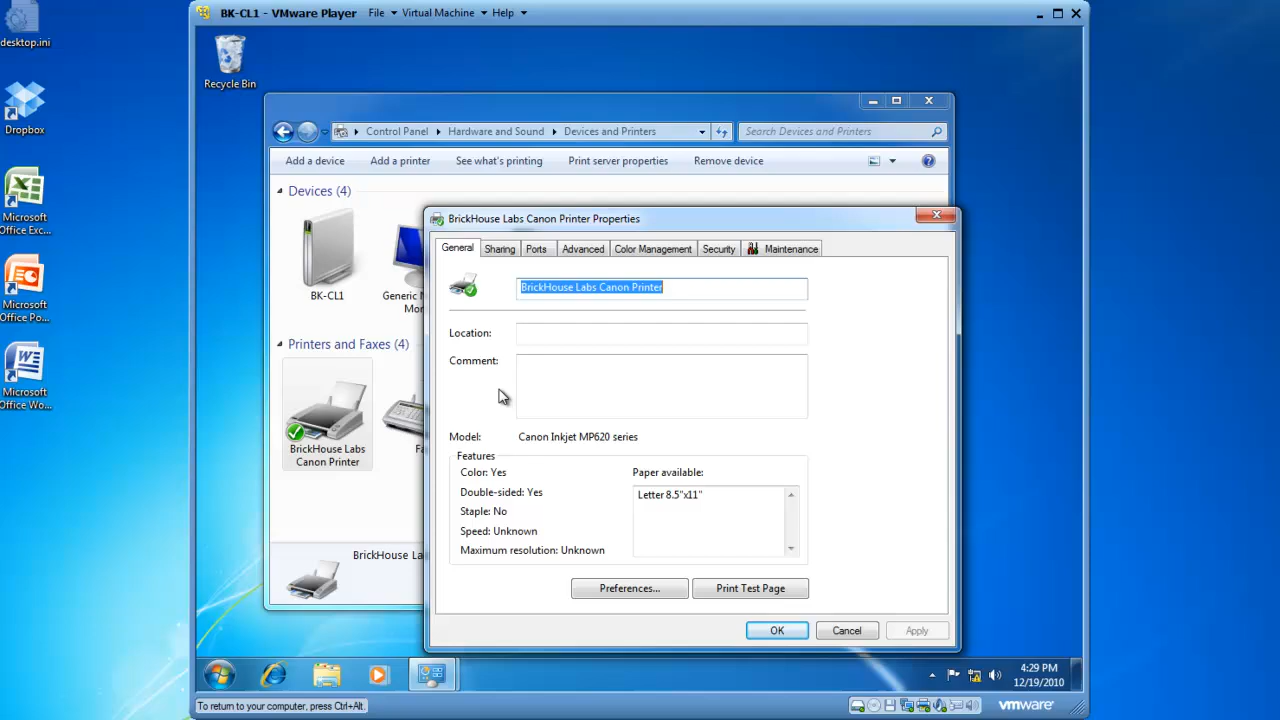 desktop.ini
Dropbox
Microsoft
Office Exc...
Microsoft
Office Po...
Microsoft
Office Wo...
BK-CL1 - VMware Player File Virtual Machine Help
Recycle Bin
Control Panel Hardware and Sound Devices and Printers Search Devices and Printers
Add a device Add a printer See what's printing Print server properties Remove device
Devices (4)
BK-CL1
Generic N
Mon
Printers and Faxes (4)
BrickHouse Labs
Canon Printer
Fa
BrickHouse La
BrickHouse Labs Canon Printer Properties
General Sharing Ports Advanced Color Management Security Maintenance
BrickHouse Labs Canon Printer
Location:
Comment:
Model: Canon Inkjet MP620 series
Features
Color: Yes
Double-sided: Yes
Staple: No
Speed: Unknown
Maximum resolution: Unknown
Paper available:
Letter 8.5"x11"
Preferences... Print Test Page
OK Cancel Apply
4:29 PM
12/19/2010
To return to your computer, press Ctrl+Alt.
vmware